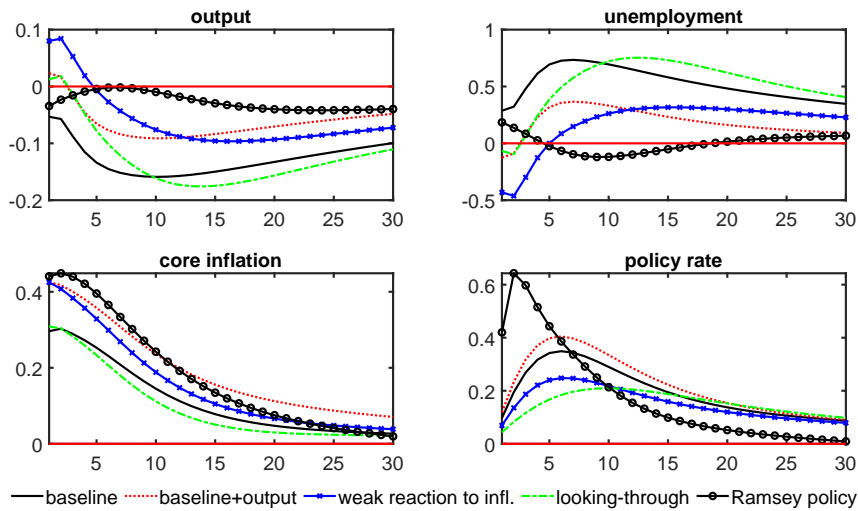 output
0.1
0
-0.1
-0.2
5 10 15 20 25 30
unemployment
1
0.5
0
-0.5
5 10 15 20 25 30
core inflation
0.4
0.2
0
5 10 15 20 25 30
policy rate
0.6
0.4
0.2
0
5 10 15 20 25 30
baseline baseline+output weak reaction to infl. looking-through Ramsey policy